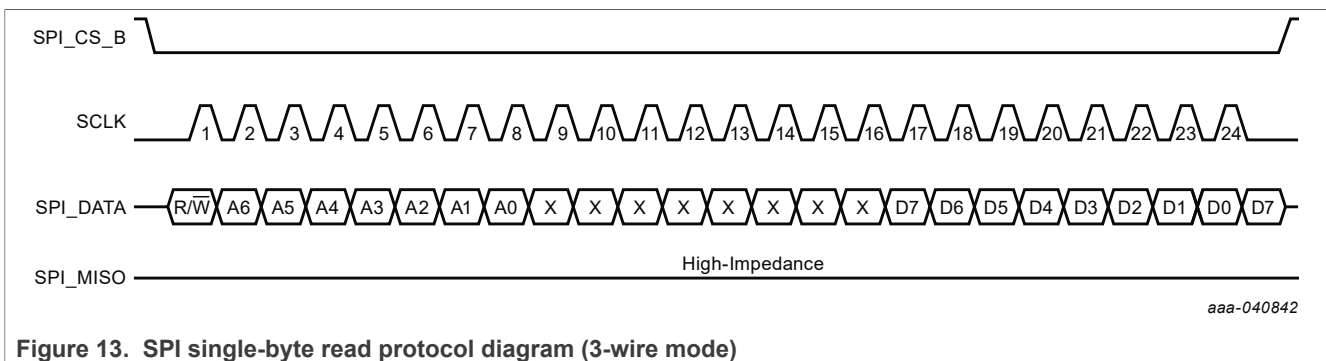 SPI_CS_B
SCLK 1 2 3 4 5 6 7 8 9 10 11 12 13 14 15 16 17 18 19 20 21 22 23 24
SPI_DATA R/W̅ A6 A5 A4 A3 A2 A1 A0 X X X X X X X X D7 D6 D5 D4 D3 D2 D1 D0 D7
High-Impedance
SPI_MISO
aaa-040842
Figure 13. SPI single-byte read protocol diagram (3-wire mode)